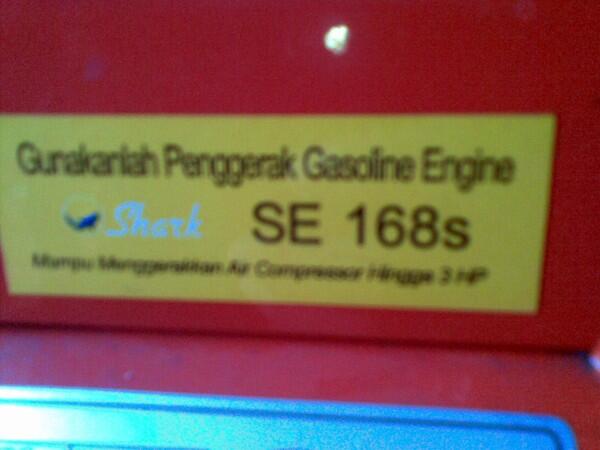 Gunakanlah Penggerak Gasoline Engine
Shark SE 168s
Mampu Menggerakkan Air Compressor Hingga 3 HP